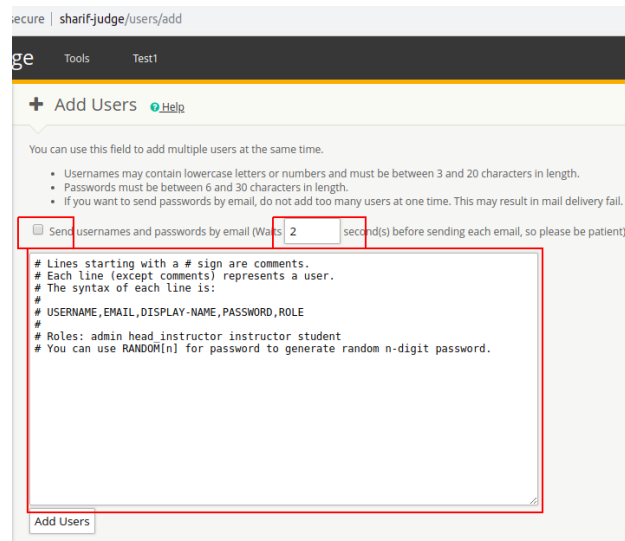 secure | sharif-judge/users/add
ge Tools Test1
Add Users Help
You can use this field to add multiple users at the same time.
Usernames may contain lowercase letters or numbers and must be between 3 and 20 characters in length.
Passwords must be between 6 and 30 characters in length.
If you want to send passwords by email, do not add too many users at one time. This may result in mail delivery fail.
Send usernames and passwords by email (Waits 2 second(s) before sending each email, so please be patient)
# Lines starting with a # sign are comments.
# Each line (except comments) represents a user.
# The syntax of each line is:
#
# USERNAME,EMAIL,DISPLAY-NAME,PASSWORD,ROLE
#
# Roles: admin head_instructor instructor student
# You can use RANDOM[n] for password to generate random n-digit password.
Add Users